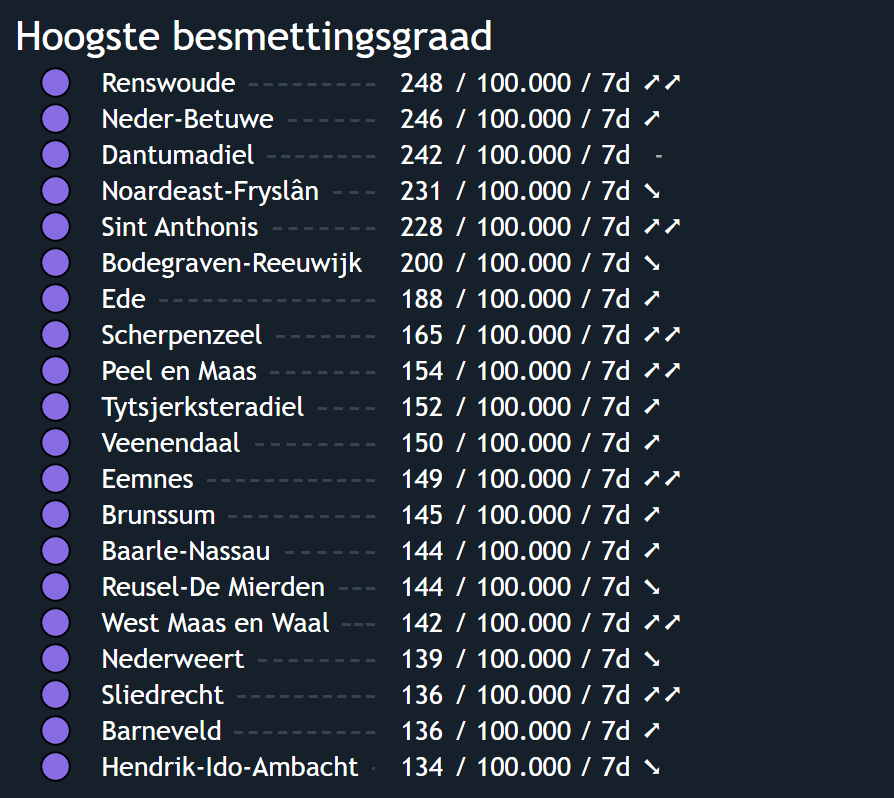 Hoogste besmettingsgraad
Renswoude 248 / 100.000 / 7d ➚➚
Neder-Betuwe 246 / 100.000 / 7d ➚
Dantumadiel 242 / 100.000 / 7d -
Noardeast-Fryslân 231 / 100.000 / 7d ➘
Sint Anthonis 228 / 100.000 / 7d ➚➚
Bodegraven-Reeuwijk 200 / 100.000 / 7d ➘
Ede 188 / 100.000 / 7d ➚
Scherpenzeel 165 / 100.000 / 7d ➚➚
Peel en Maas 154 / 100.000 / 7d ➚➚
Tytsjerksteradiel 152 / 100.000 / 7d ➚
Veenendaal 150 / 100.000 / 7d ➚
Eemnes 149 / 100.000 / 7d ➚➚
Brunssum 145 / 100.000 / 7d ➚
Baarle-Nassau 144 / 100.000 / 7d ➚
Reusel-De Mierden 144 / 100.000 / 7d ➘
West Maas en Waal 142 / 100.000 / 7d ➚➚
Nederweert 139 / 100.000 / 7d ➘
Sliedrecht 136 / 100.000 / 7d ➚➚
Barneveld 136 / 100.000 / 7d ➚
Hendrik-Ido-Ambacht 134 / 100.000 / 7d ➘